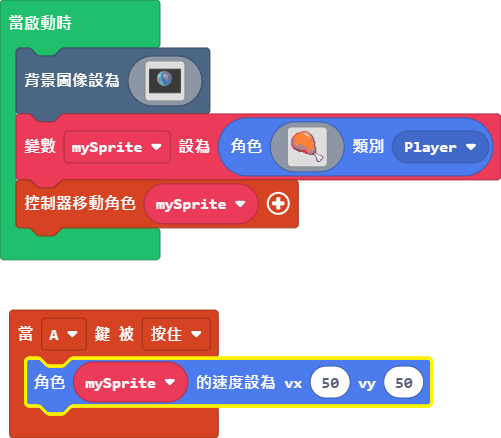 當啟動時
背景圖像設為
變數 mySprite 設為 角色 類別 Player
控制器移動角色 mySprite
當 A 鍵 被 按住
角色 mySprite 的速度設為 vx 50 vy 50